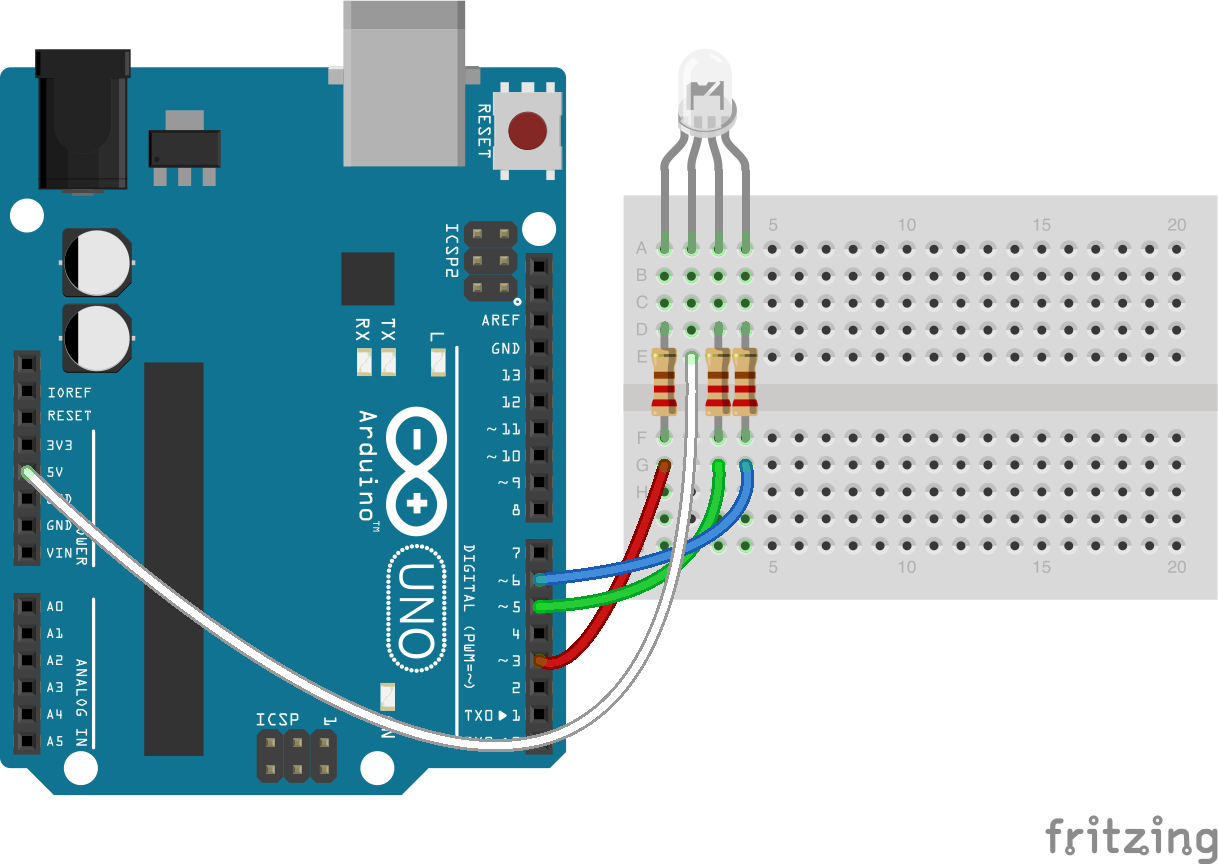 RESET
ICSP2
5 10 15 20
A
B
C
D
E
F
G
H
5 10 15 20
AREF
GND
13
12
~11
~10
~9
8
7
~6
~5
4
~3
2
TX0▶1
DIGITAL (PWM=~)
RX
TX
L
Arduino™
UNO
IOREF
RESET
3V3
5V
GND
VIN
A0
A1
A2
A3
A4
A5
ANALOG IN
ICSP
1
fritzing